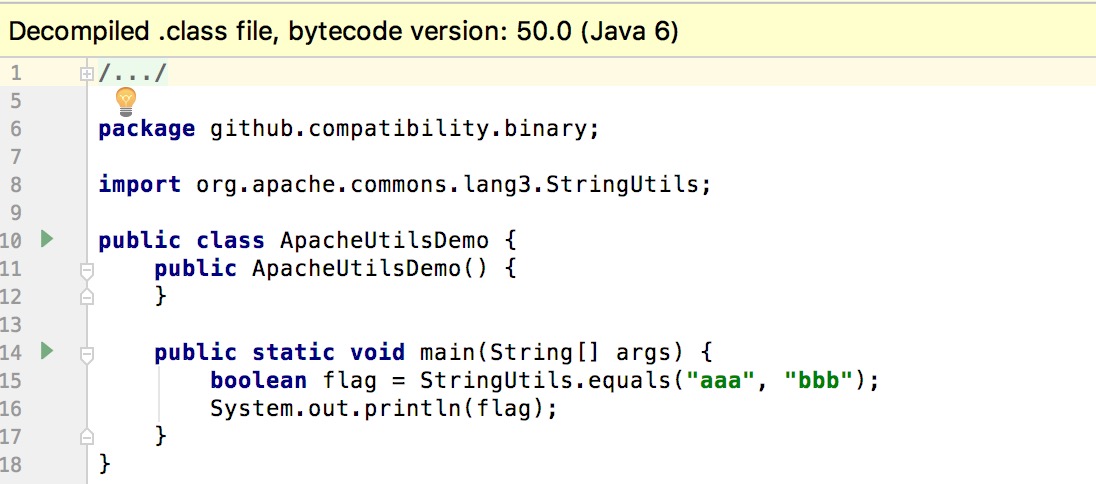 Decompiled .class file, bytecode version: 50.0 (Java 6)
1 /.../
5
6 package github.compatibility.binary;
7
8 import org.apache.commons.lang3.StringUtils;
9
10 public class ApacheUtilsDemo {
11     public ApacheUtilsDemo() {
12     }
13
14     public static void main(String[] args) {
15         boolean flag = StringUtils.equals("aaa", "bbb");
16         System.out.println(flag);
17     }
18 }